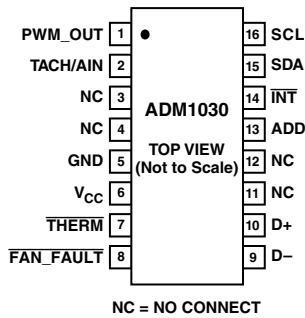 PWM_OUT 1 16 SCL
TACH/AIN 2 15 SDA
NC 3 14 INT
NC 4 ADM1030 13 ADD
GND 5 TOP VIEW (Not to Scale) 12 NC
VCC 6 11 NC
THERM 7 10 D+
FAN_FAULT 8 9 D–
NC = NO CONNECT